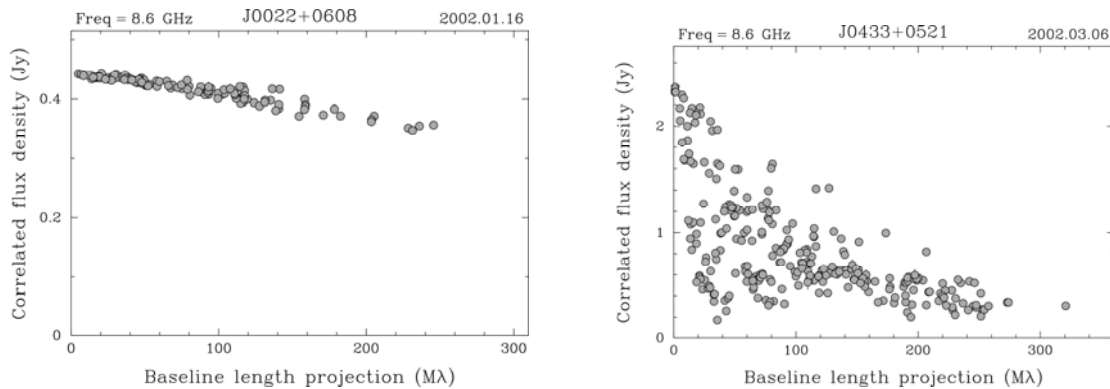 Freq = 8.6 GHz J0022+0608 2002.01.16
Correlated flux density (Jy)
0.4
0.2
0
0 100 200 300
Baseline length projection (Mλ)
Freq = 8.6 GHz J0433+0521 2002.03.06
Correlated flux density (Jy)
2
1
0
0 100 200 300
Baseline length projection (Mλ)